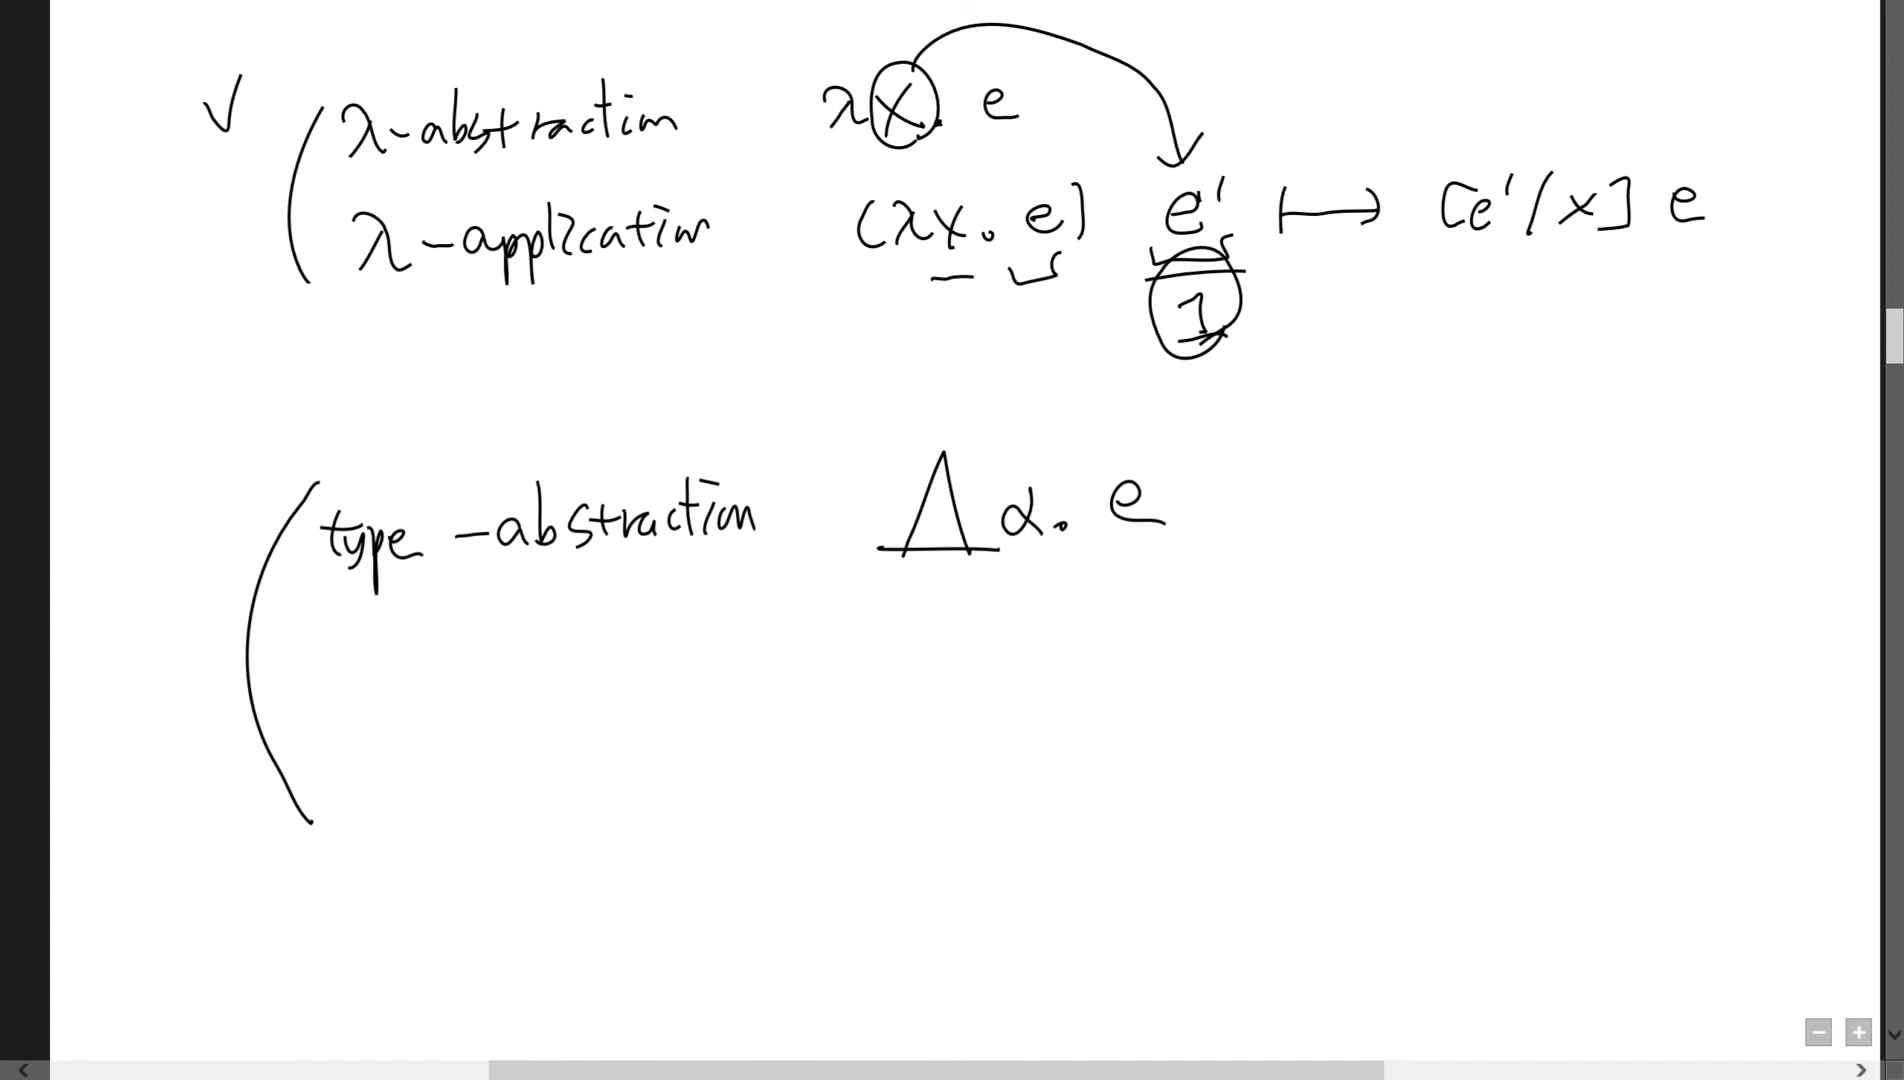 λ-abstraction λx. e
λ-application (λx. e) e' ↦ [e'/x] e
1
type-abstraction Λα. e